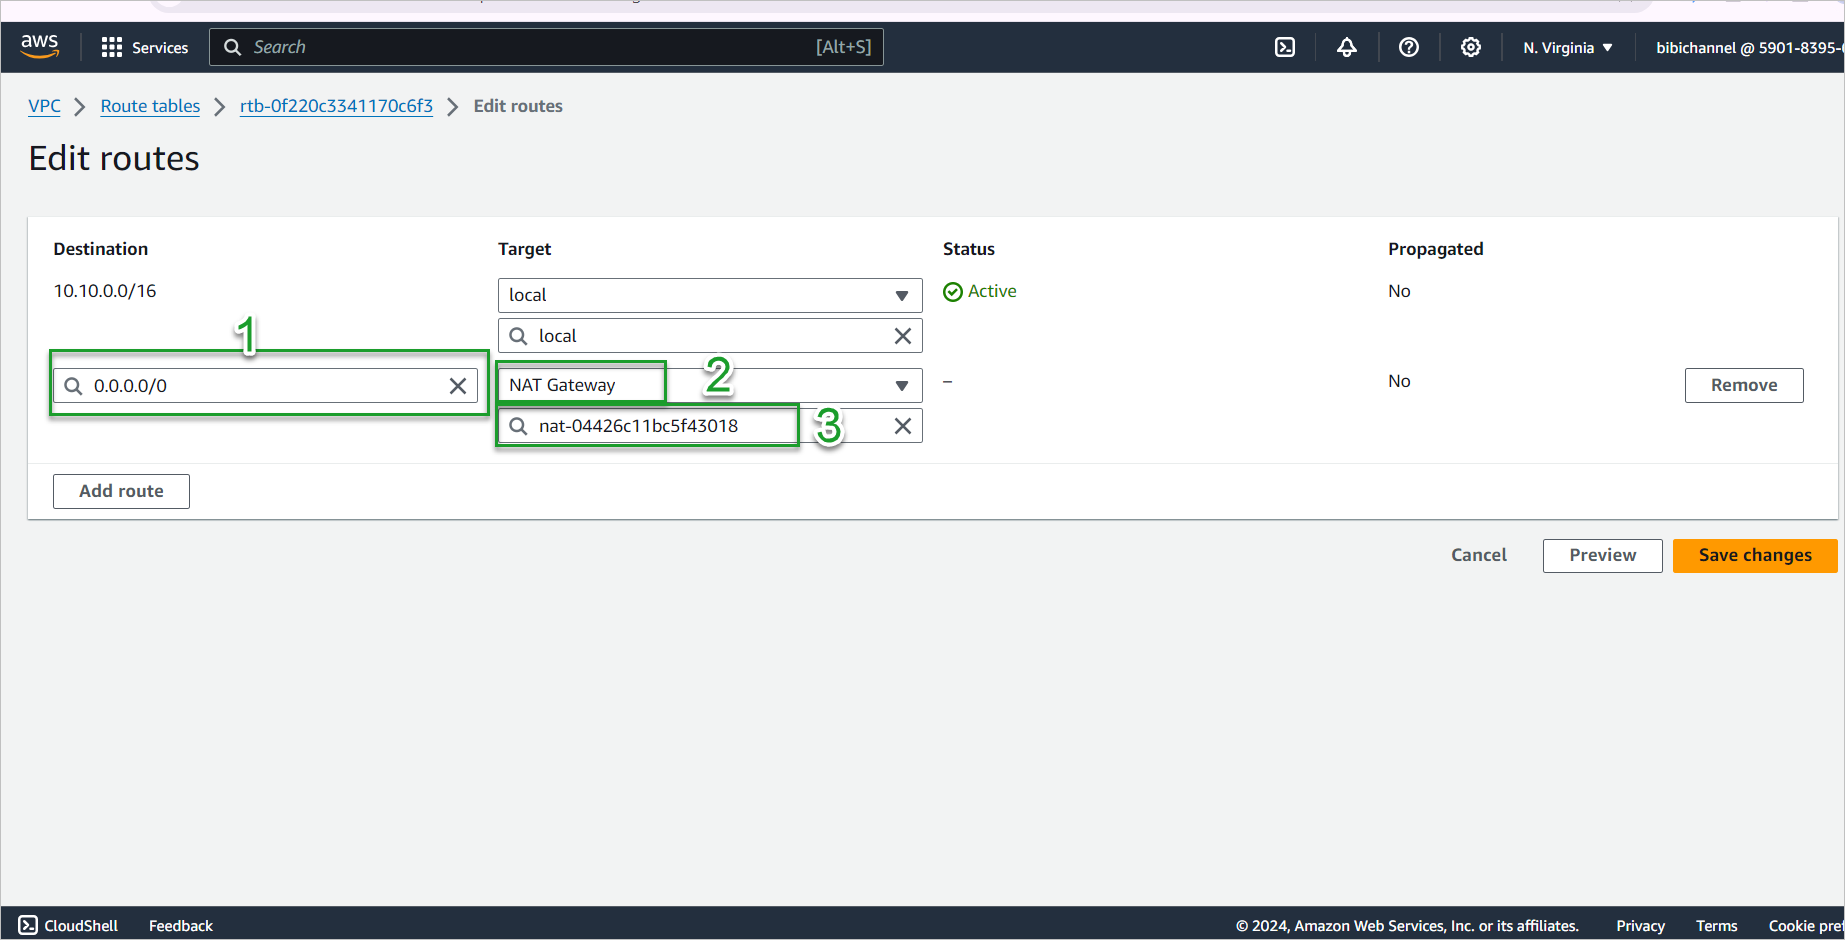 aws Services Search [Alt+S] N. Virginia bibichannel @ 5901-8395-
VPC Route tables rtb-0f220c3341170c6f3 Edit routes
Edit routes
Destination Target Status Propagated
10.10.0.0/16 local Active No
local
1
0.0.0.0/0 NAT Gateway 2 – No Remove
nat-04426c11bc5f43018 3
Add route
Cancel Preview Save changes
CloudShell Feedback © 2024, Amazon Web Services, Inc. or its affiliates. Privacy Terms Cookie pre